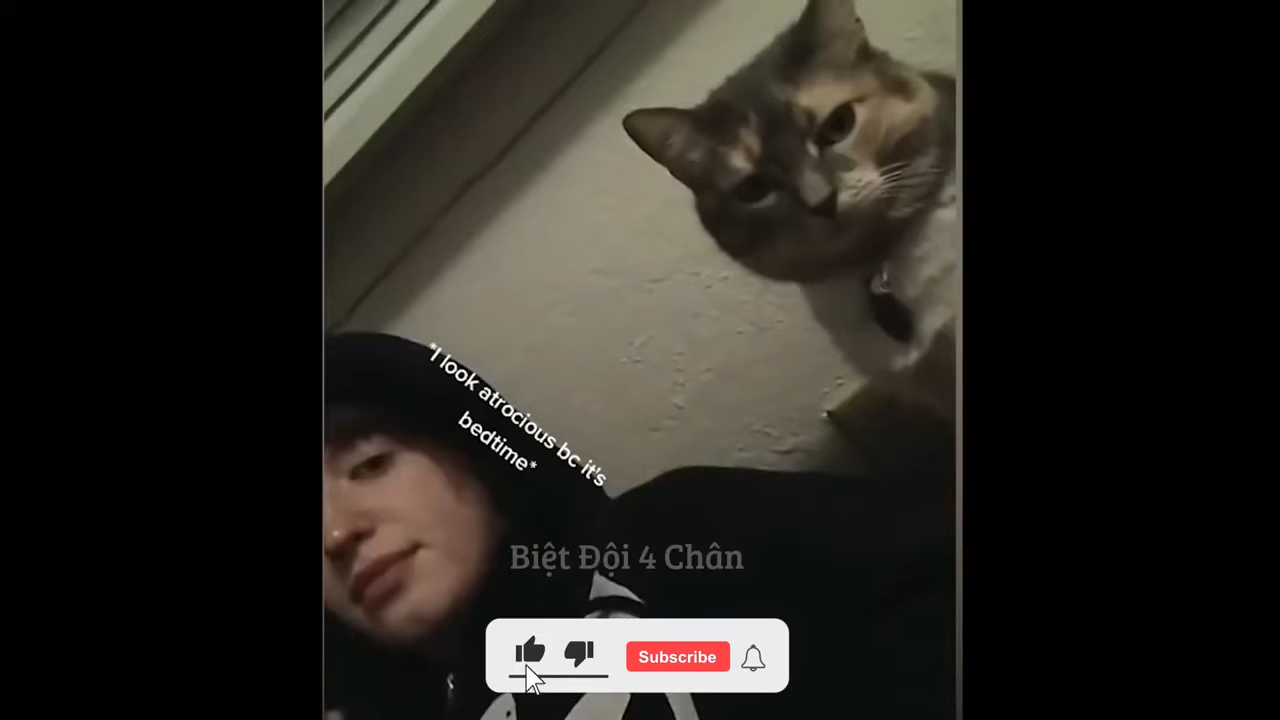 *I look atrocious bc it's
bedtime*
Biệt Đội 4 Chân
Subscribe